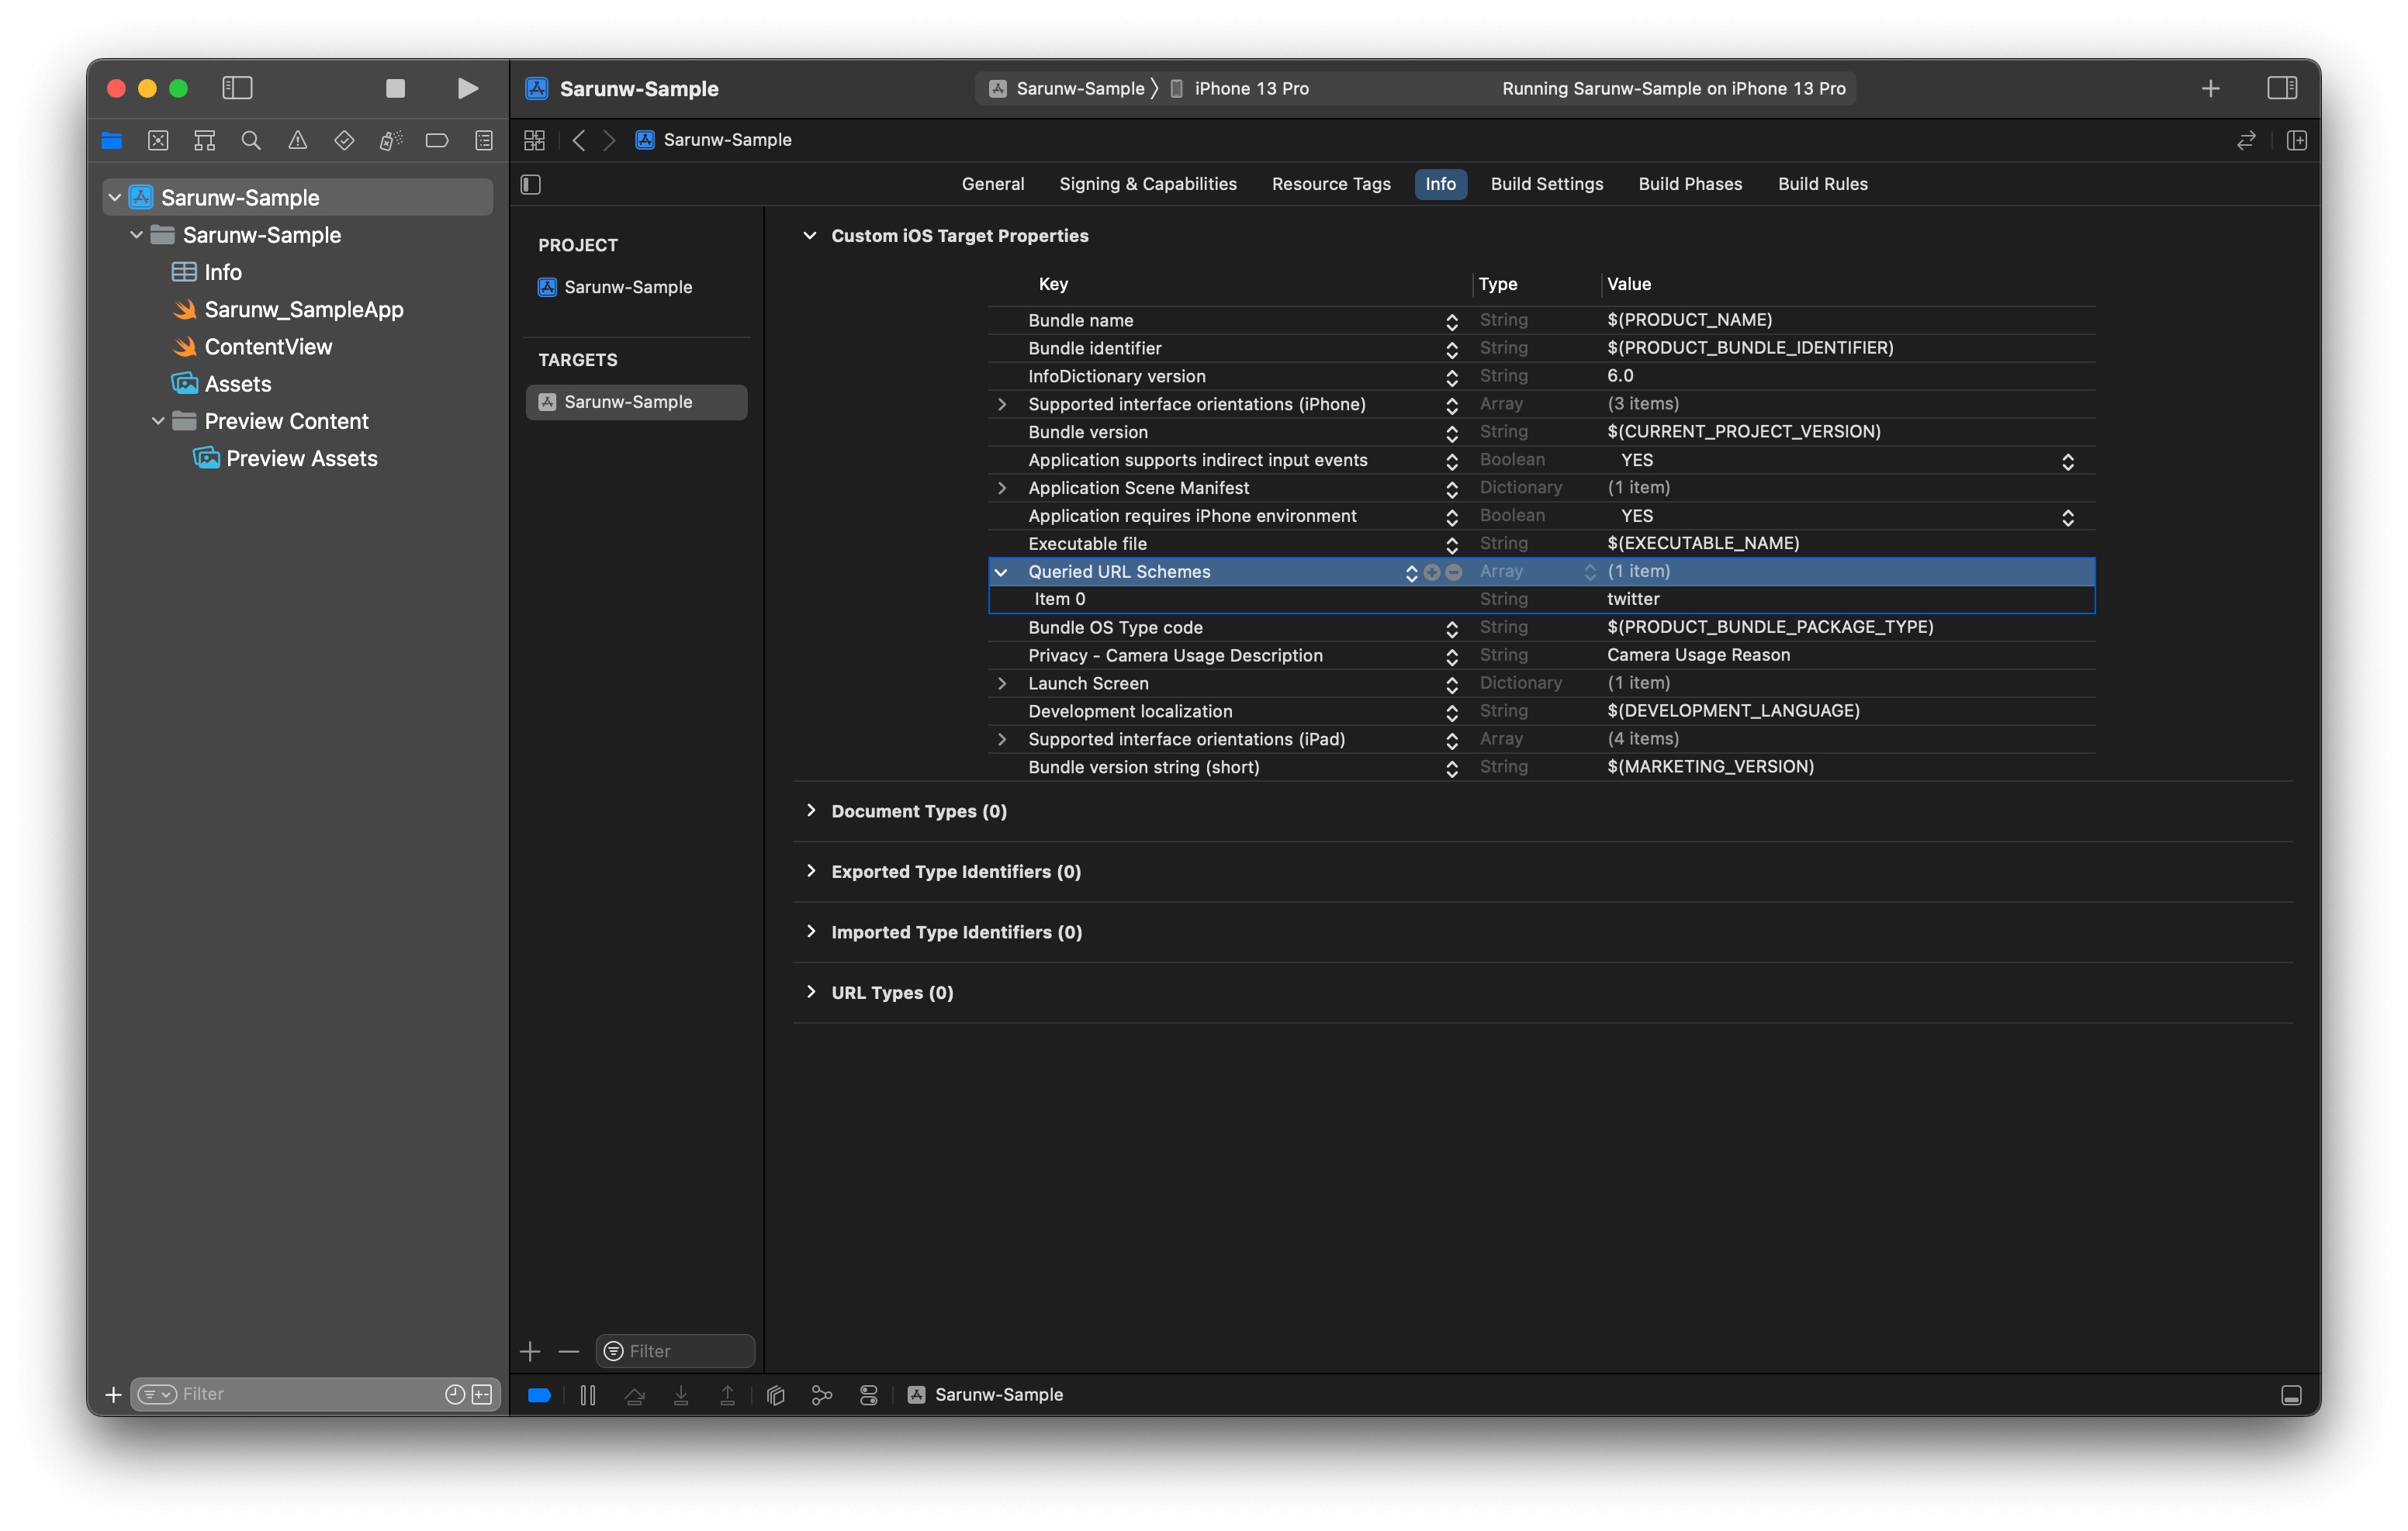 Sarunw-Sample
Sarunw-Sample
iPhone 13 Pro
Running Sarunw-Sample on iPhone 13 Pro
Sarunw-Sample
General
Signing & Capabilities
Resource Tags
Info
Build Settings
Build Phases
Build Rules
Sarunw-Sample
Sarunw-Sample
Info
Sarunw_SampleApp
ContentView
Assets
Preview Content
Preview Assets
Filter
PROJECT
Sarunw-Sample
TARGETS
Sarunw-Sample
Filter
Custom iOS Target Properties
Key Type Value
Bundle name String $(PRODUCT_NAME)
Bundle identifier String $(PRODUCT_BUNDLE_IDENTIFIER)
InfoDictionary version String 6.0
Supported interface orientations (iPhone) Array (3 items)
Bundle version String $(CURRENT_PROJECT_VERSION)
Application supports indirect input events Boolean YES
Application Scene Manifest Dictionary (1 item)
Application requires iPhone environment Boolean YES
Executable file String $(EXECUTABLE_NAME)
Queried URL Schemes Array (1 item)
Item 0 String twitter
Bundle OS Type code String $(PRODUCT_BUNDLE_PACKAGE_TYPE)
Privacy - Camera Usage Description String Camera Usage Reason
Launch Screen Dictionary (1 item)
Development localization String $(DEVELOPMENT_LANGUAGE)
Supported interface orientations (iPad) Array (4 items)
Bundle version string (short) String $(MARKETING_VERSION)
Document Types (0)
Exported Type Identifiers (0)
Imported Type Identifiers (0)
URL Types (0)
Sarunw-Sample